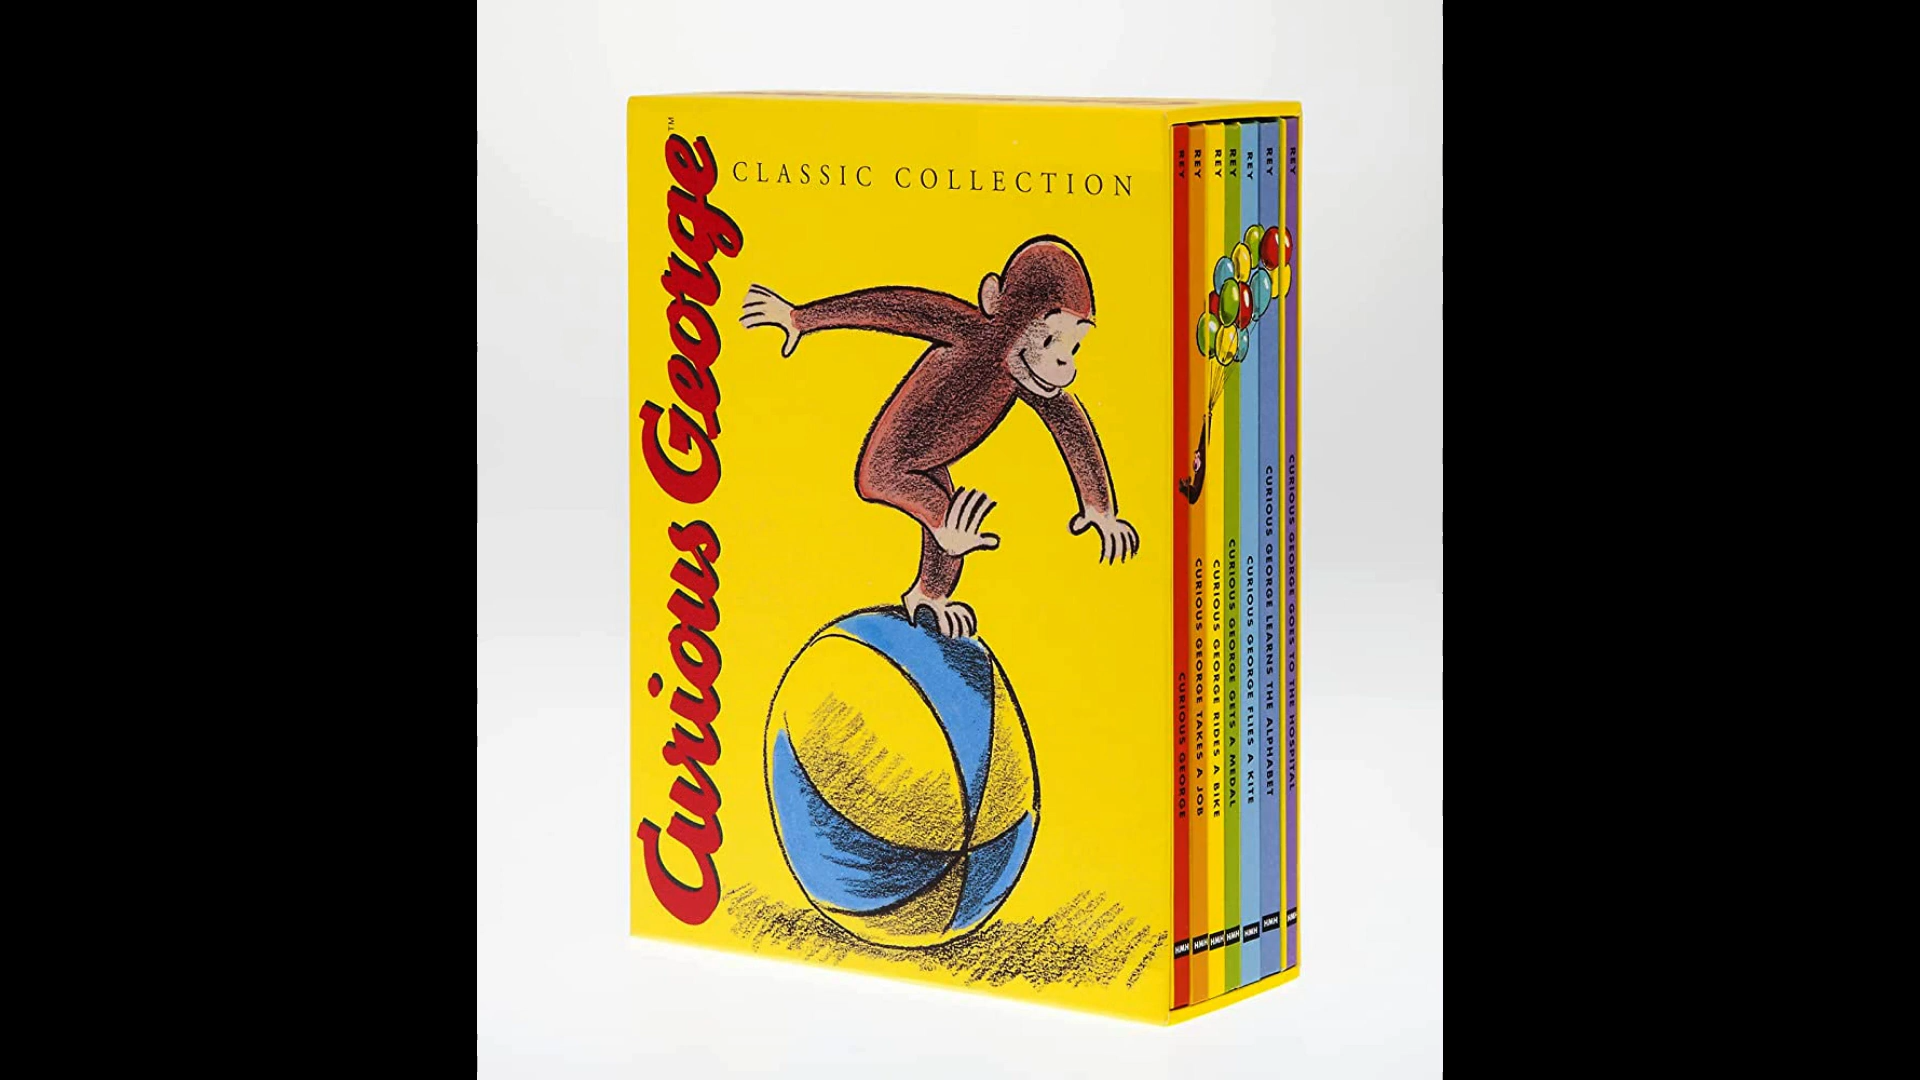 Curious George™
CLASSIC COLLECTION
REY CURIOUS GEORGE HMH
REY CURIOUS GEORGE TAKES A JOB HMH
REY CURIOUS GEORGE RIDES A BIKE HMH
REY CURIOUS GEORGE GETS A MEDAL HMH
REY CURIOUS GEORGE FLIES A KITE HMH
REY CURIOUS GEORGE LEARNS THE ALPHABET HMH
REY CURIOUS GEORGE GOES TO THE HOSPITAL HMH